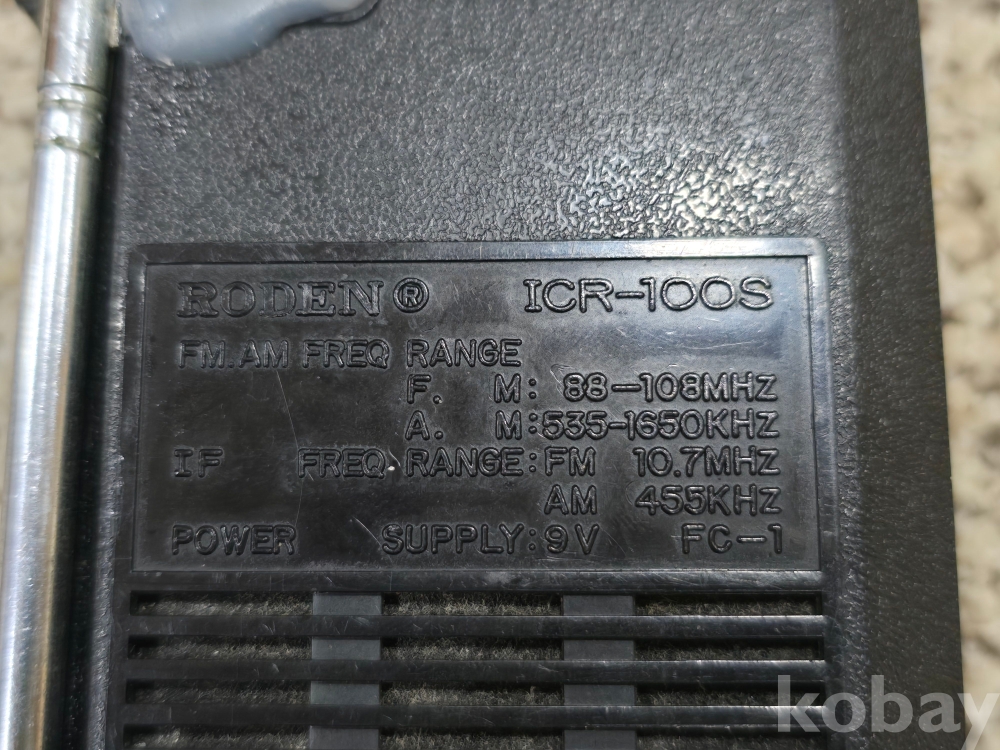 RODEN® ICR-100S
FM.AM FREQ RANGE
F. M: 88-108MHZ
A. M:535-1650KHZ
IF FREQ RANGE:FM 10.7MHZ
AM 455KHZ
POWER SUPPLY:9V FC-1
kobay